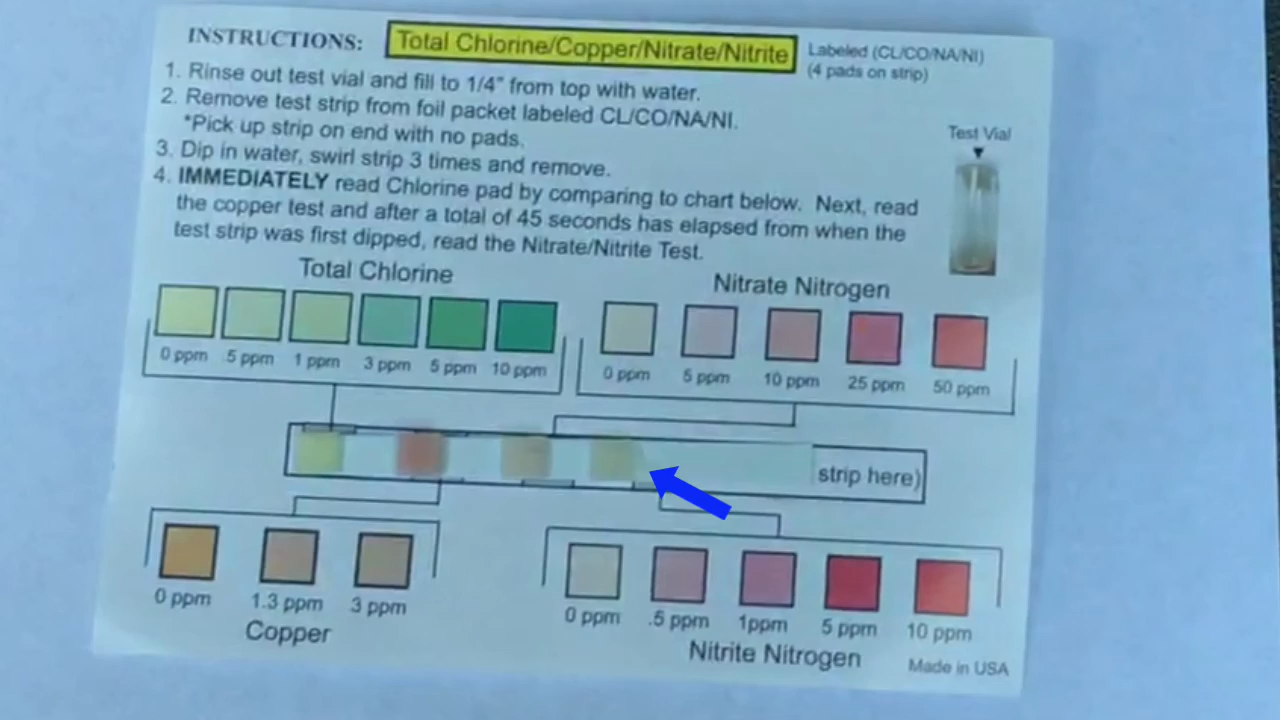 INSTRUCTIONS:
Total Chlorine/Copper/Nitrate/Nitrite
Labeled (CL/CO/NA/NI)
(4 pads on strip)
1. Rinse out test vial and fill to 1/4" from top with water.
2. Remove test strip from foil packet labeled CL/CO/NA/NI.
*Pick up strip on end with no pads.
3. Dip in water, swirl strip 3 times and remove.
4. IMMEDIATELY read Chlorine pad by comparing to chart below. Next, read
the copper test and after a total of 45 seconds has elapsed from when the
test strip was first dipped, read the Nitrate/Nitrite Test.
Test Vial
Total Chlorine
0 ppm .5 ppm 1 ppm 3 ppm 5 ppm 10 ppm
Nitrate Nitrogen
0 ppm 5 ppm 10 ppm 25 ppm 50 ppm
strip here)
0 ppm 1.3 ppm 3 ppm
Copper
0 ppm .5 ppm 1ppm 5 ppm 10 ppm
Nitrite Nitrogen
Made in USA